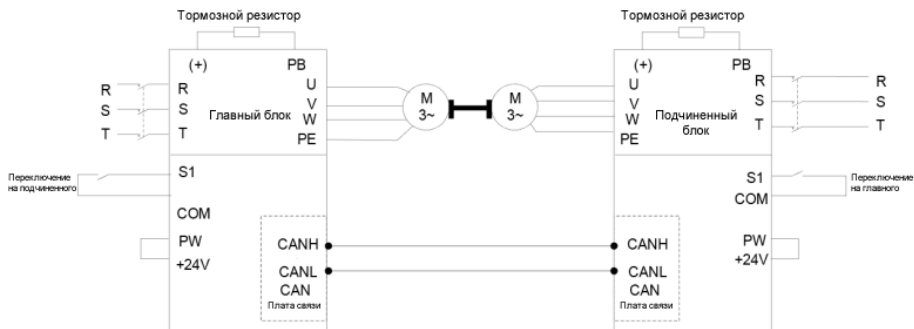 Тормозной резистор
Тормозной резистор
(+) PB
(+) PB
R R U M 3~ M 3~ U R R
S S V V S S
T T W W T T
Главный блок
Подчиненный блок
PE PE
Переключение на подчиненного
S1 S1
Переключение на главного
COM COM
PW PW
+24V +24V
CANH CANH
CANL CANL
CAN CAN
Плата связи Плата связи